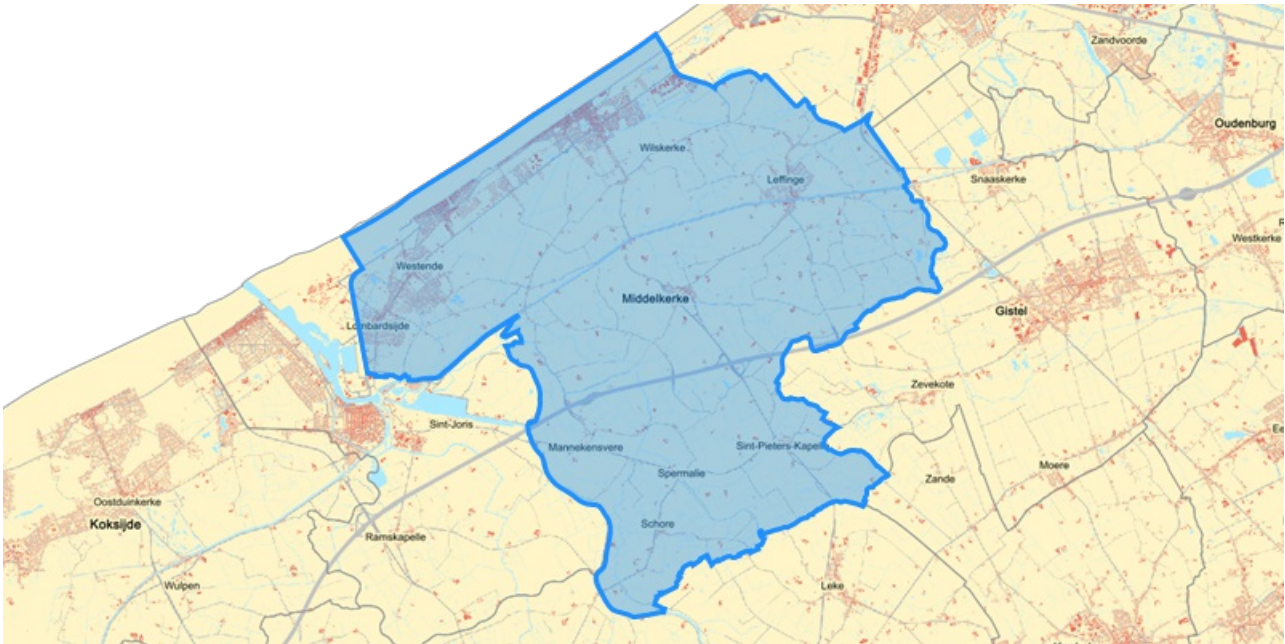 Zandvoorde
Oudenburg
Wilskerke
Leffinge
Snaaskerke
Westkerke
Westende
Middelkerke
Gistel
Lombardsijde
Zevekote
Sint-Joris
Mannekensvere
Sint-Pieters-Kapelle
Spermalie
Moere
Zande
Oostduinkerke
Koksijde
Schore
Ramskapelle
Wulpen
Leke